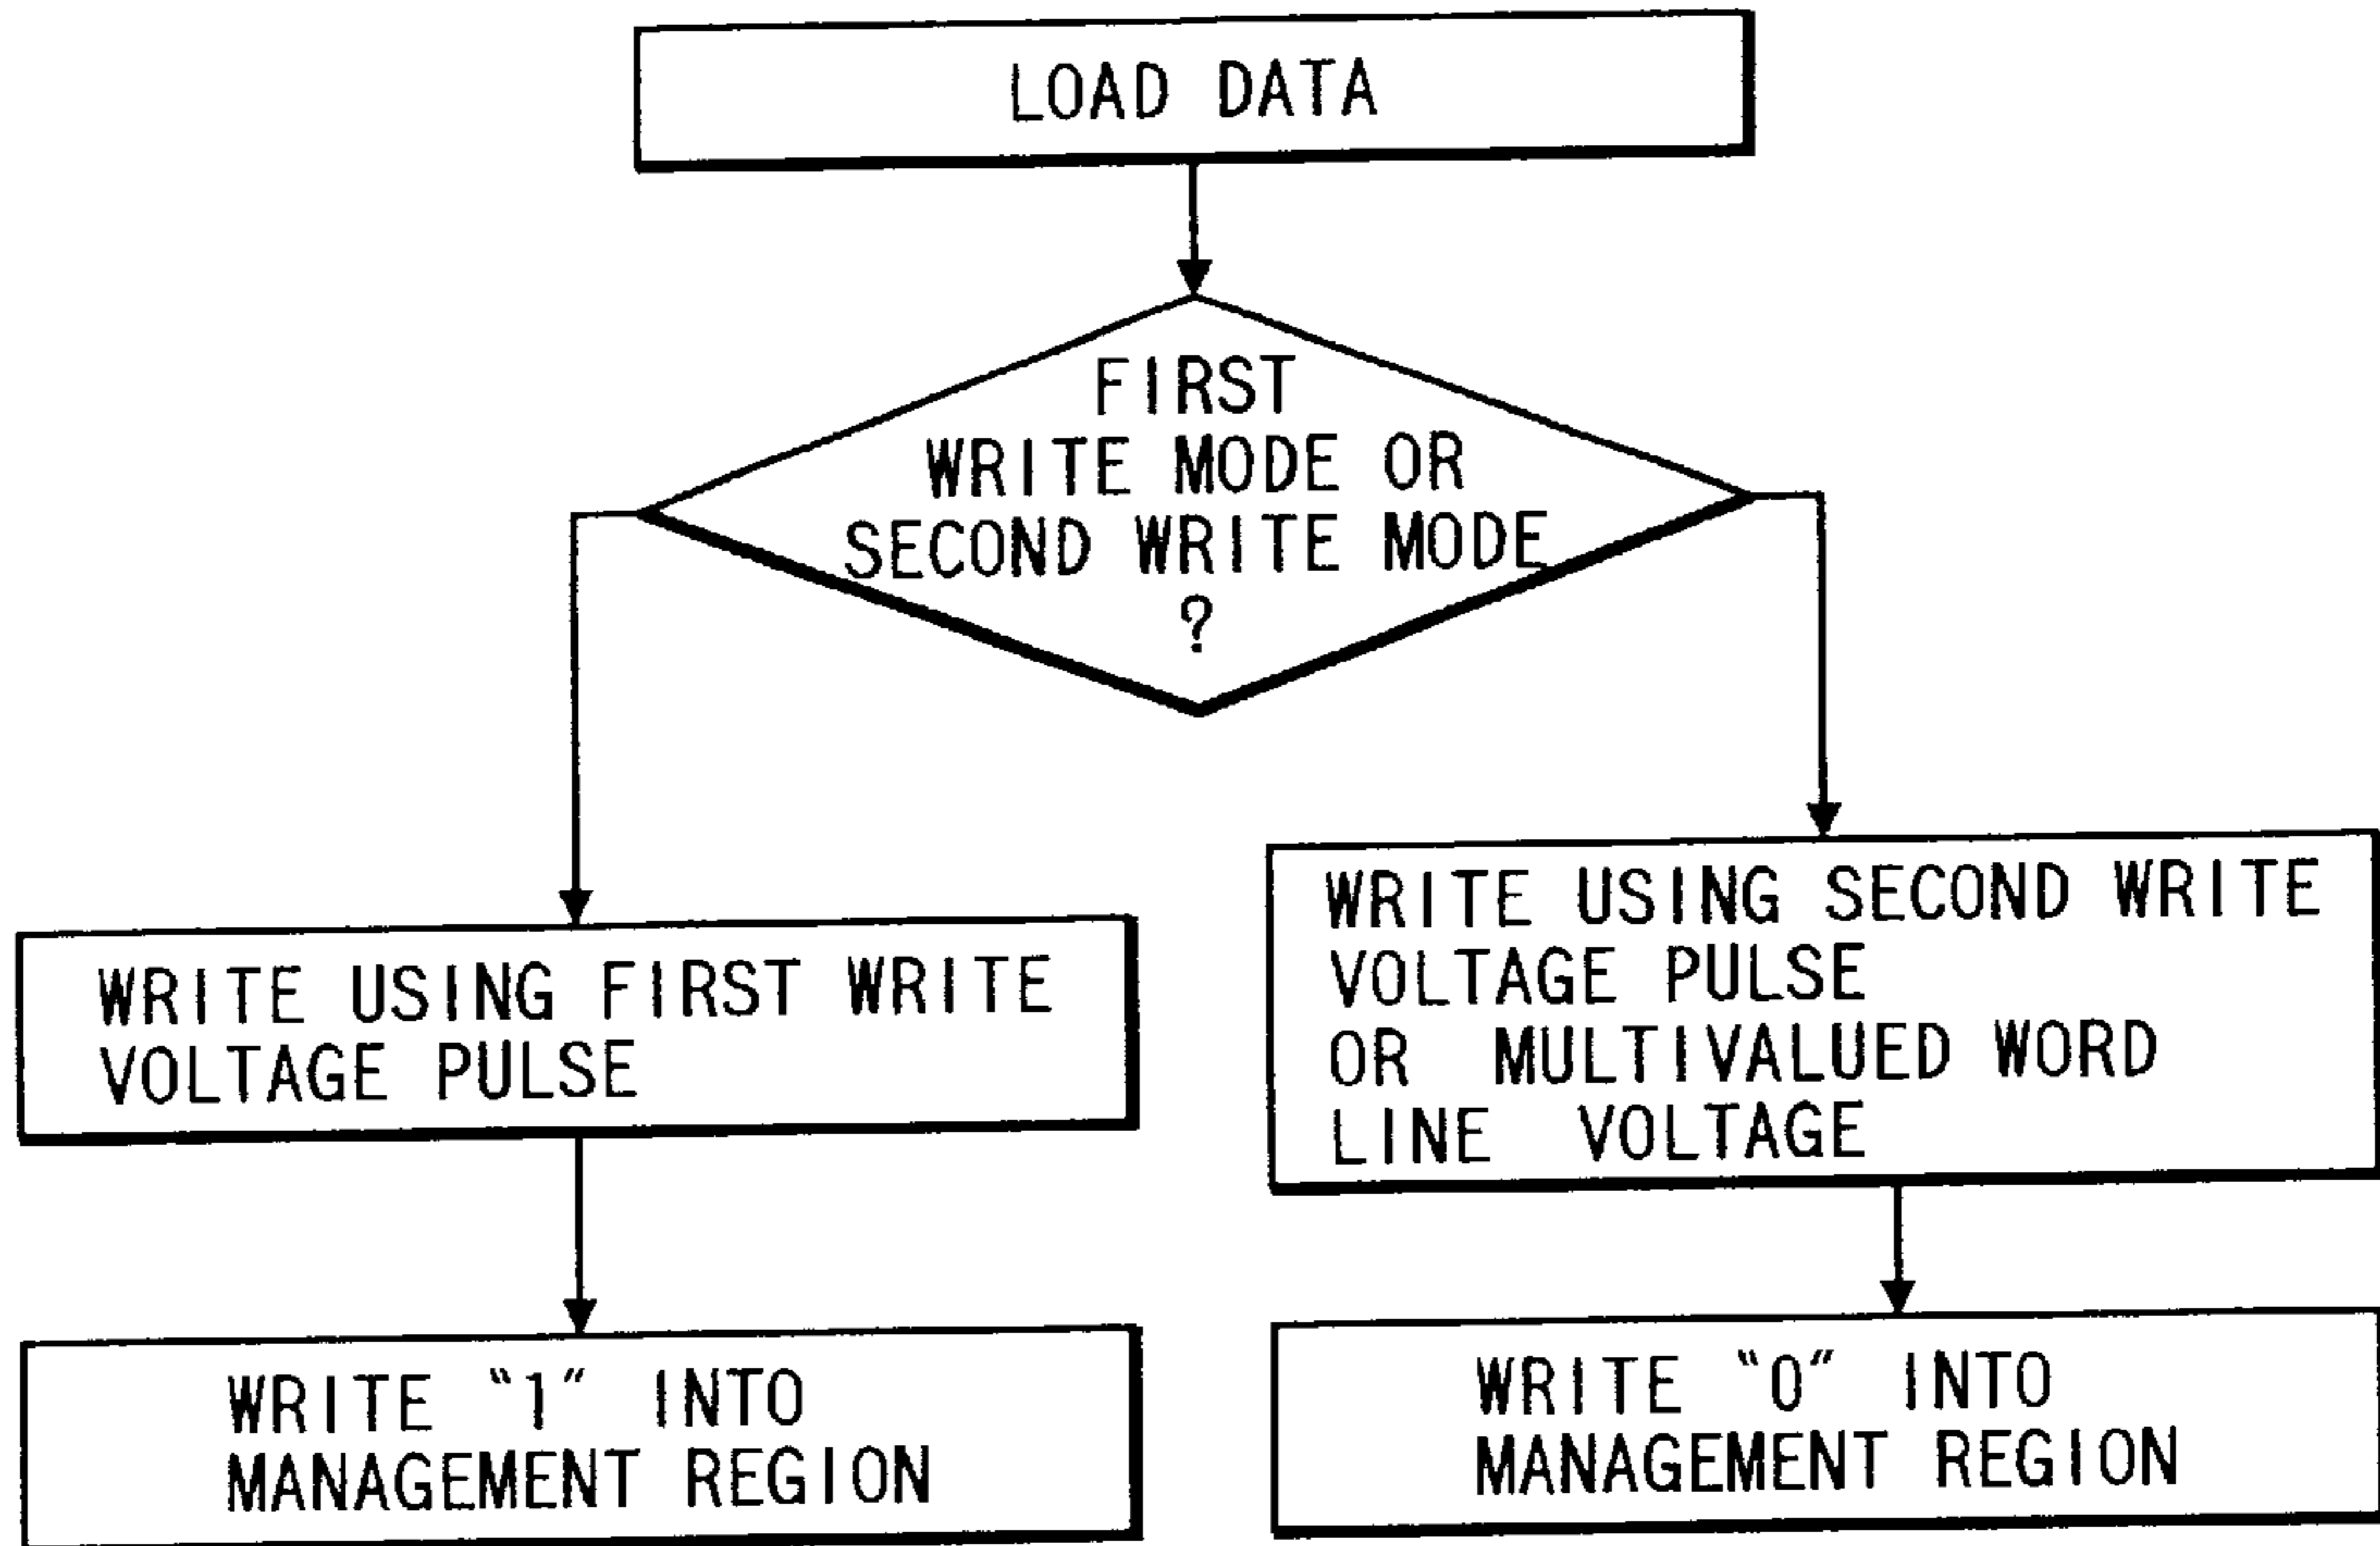 LOAD DATA
FIRST
WRITE MODE OR
SECOND WRITE MODE
?
WRITE USING FIRST WRITE
VOLTAGE PULSE
WRITE "1" INTO
MANAGEMENT REGION
WRITE USING SECOND WRITE
VOLTAGE PULSE
OR MULTIVALUED WORD
LINE VOLTAGE
WRITE "0" INTO
MANAGEMENT REGION